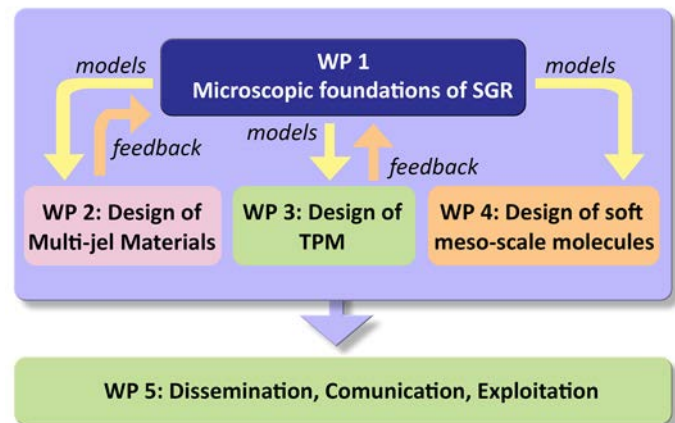 WP 1
Microscopic foundations of SGR
models
models
feedback
models
feedback
WP 2: Design of
Multi-jel Materials
WP 3: Design of
TPM
WP 4: Design of soft
meso-scale molecules
WP 5: Dissemination, Comunication, Exploitation